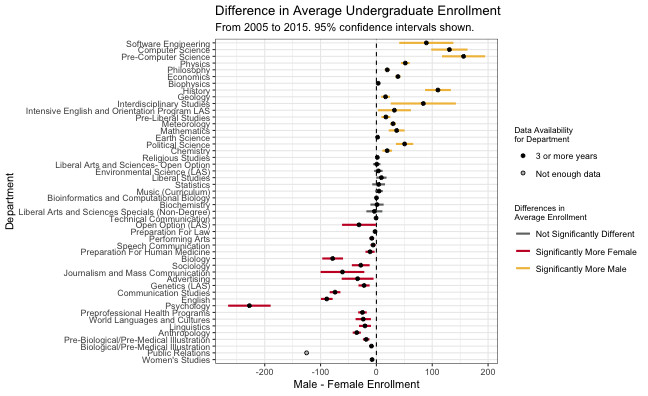 Difference in Average Undergraduate Enrollment
From 2005 to 2015. 95% confidence intervals shown.
Department
Software Engineering
Computer Science
Pre-Computer Science
Physics
Philosophy
Economics
Biophysics
History
Geology
Interdisciplinary Studies
Intensive English and Orientation Program LAS
Pre-Liberal Studies
Meteorology
Mathematics
Earth Science
Political Science
Chemistry
Religious Studies
Liberal Arts and Sciences- Open Option
Environmental Science (LAS)
Liberal Studies
Statistics
Music (Curriculum)
Bioinformatics and Computational Biology
Biochemistry
Liberal Arts and Sciences Specials (Non-Degree)
Technical Communication
Open Option (LAS)
Preparation For Law
Performing Arts
Speech Communication
Preparation For Human Medicine
Biology
Sociology
Journalism and Mass Communication
Advertising
Genetics (LAS)
Communication Studies
English
Psychology
Preprofessional Health Programs
World Languages and Cultures
Linguistics
Anthropology
Pre-Biological/Pre-Medical Illustration
Biological/Pre-Medical Illustration
Public Relations
Women's Studies
-200
-100
0
100
200
Male - Female Enrollment
Data Availability
for Department
3 or more years
Not enough data
Differences in
Average Enrollment
Not Significantly Different
Significantly More Female
Significantly More Male